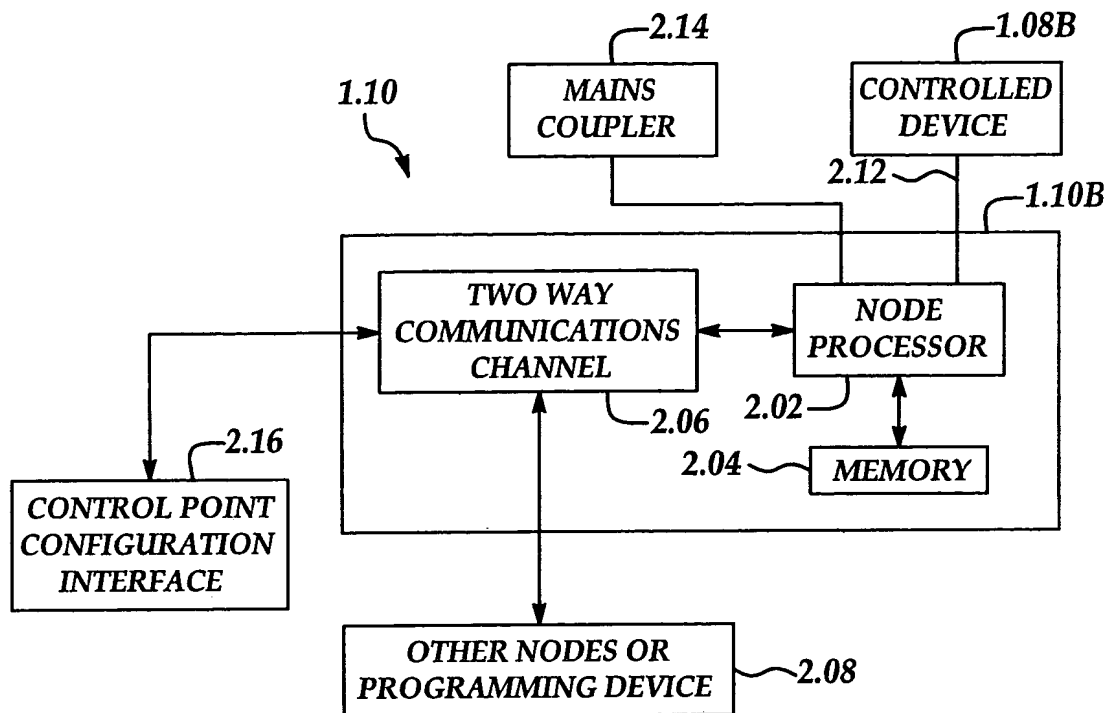 2.14
1.08B
1.10
MAINS
COUPLER
CONTROLLED
DEVICE
2.12
1.10B
TWO WAY
COMMUNICATIONS
CHANNEL
NODE
PROCESSOR
2.06
2.02
2.16
2.04
MEMORY
CONTROL POINT
CONFIGURATION
INTERFACE
OTHER NODES OR
PROGRAMMING DEVICE
2.08